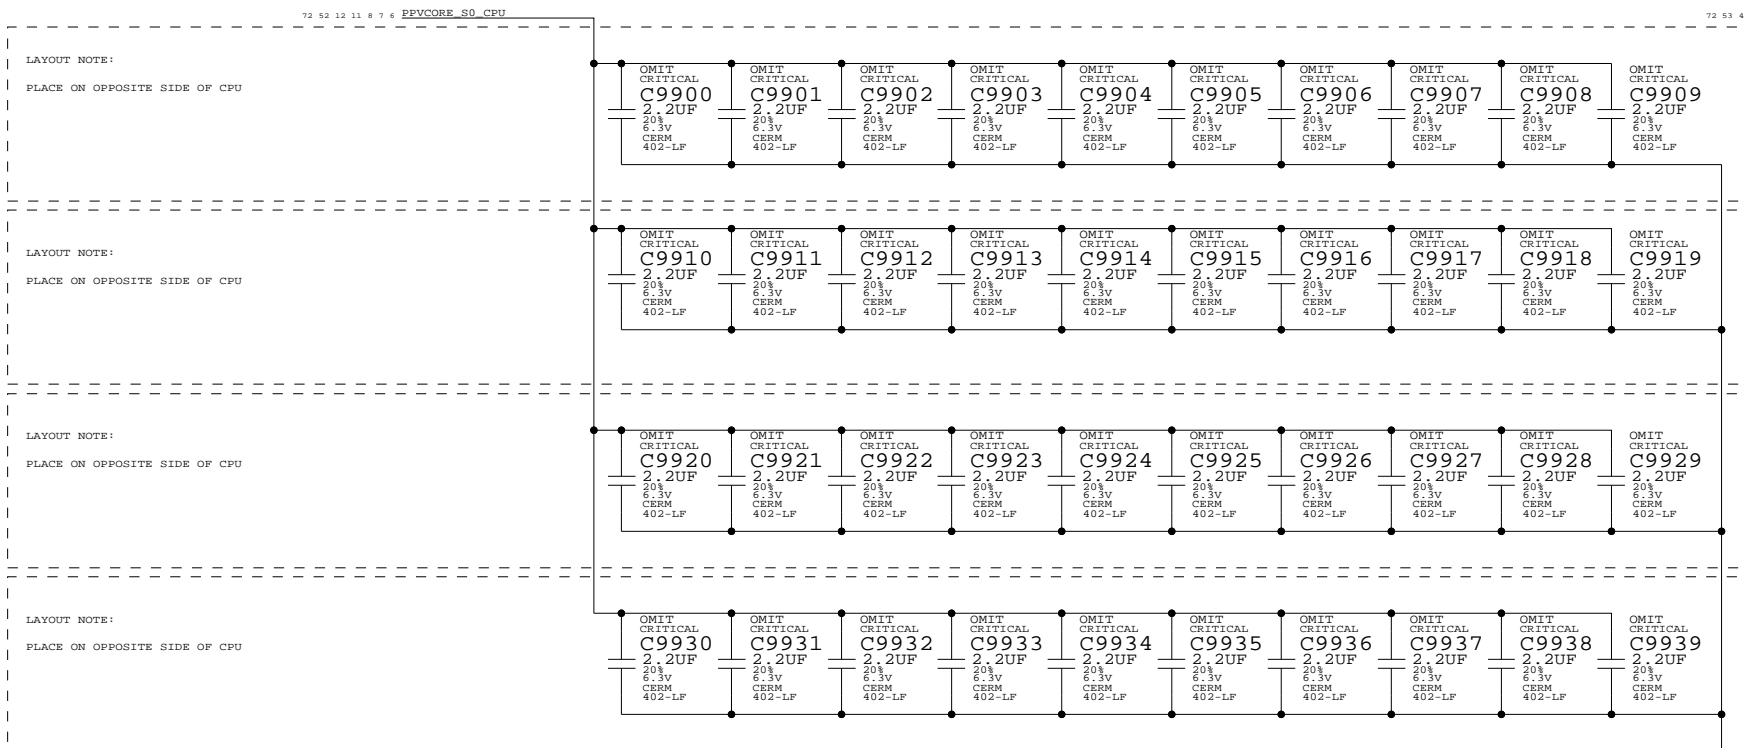 72 52 12 11 8 7 6 PPVCORE_S0_CPU 72 53 4
LAYOUT NOTE:
PLACE ON OPPOSITE SIDE OF CPU
OMIT OMIT OMIT OMIT OMIT OMIT OMIT OMIT OMIT OMIT
CRITICAL CRITICAL CRITICAL CRITICAL CRITICAL CRITICAL CRITICAL CRITICAL CRITICAL CRITICAL
C9900 C9901 C9902 C9903 C9904 C9905 C9906 C9907 C9908 C9909
2.2UF 2.2UF 2.2UF 2.2UF 2.2UF 2.2UF 2.2UF 2.2UF 2.2UF 2.2UF
20% 20% 20% 20% 20% 20% 20% 20% 20% 20%
6.3V 6.3V 6.3V 6.3V 6.3V 6.3V 6.3V 6.3V 6.3V 6.3V
CERM CERM CERM CERM CERM CERM CERM CERM CERM CERM
402-LF 402-LF 402-LF 402-LF 402-LF 402-LF 402-LF 402-LF 402-LF 402-LF
LAYOUT NOTE:
PLACE ON OPPOSITE SIDE OF CPU
OMIT OMIT OMIT OMIT OMIT OMIT OMIT OMIT OMIT OMIT
CRITICAL CRITICAL CRITICAL CRITICAL CRITICAL CRITICAL CRITICAL CRITICAL CRITICAL CRITICAL
C9910 C9911 C9912 C9913 C9914 C9915 C9916 C9917 C9918 C9919
2.2UF 2.2UF 2.2UF 2.2UF 2.2UF 2.2UF 2.2UF 2.2UF 2.2UF 2.2UF
20% 20% 20% 20% 20% 20% 20% 20% 20% 20%
6.3V 6.3V 6.3V 6.3V 6.3V 6.3V 6.3V 6.3V 6.3V 6.3V
CERM CERM CERM CERM CERM CERM CERM CERM CERM CERM
402-LF 402-LF 402-LF 402-LF 402-LF 402-LF 402-LF 402-LF 402-LF 402-LF
LAYOUT NOTE:
PLACE ON OPPOSITE SIDE OF CPU
OMIT OMIT OMIT OMIT OMIT OMIT OMIT OMIT OMIT OMIT
CRITICAL CRITICAL CRITICAL CRITICAL CRITICAL CRITICAL CRITICAL CRITICAL CRITICAL CRITICAL
C9920 C9921 C9922 C9923 C9924 C9925 C9926 C9927 C9928 C9929
2.2UF 2.2UF 2.2UF 2.2UF 2.2UF 2.2UF 2.2UF 2.2UF 2.2UF 2.2UF
20% 20% 20% 20% 20% 20% 20% 20% 20% 20%
6.3V 6.3V 6.3V 6.3V 6.3V 6.3V 6.3V 6.3V 6.3V 6.3V
CERM CERM CERM CERM CERM CERM CERM CERM CERM CERM
402-LF 402-LF 402-LF 402-LF 402-LF 402-LF 402-LF 402-LF 402-LF 402-LF
LAYOUT NOTE:
PLACE ON OPPOSITE SIDE OF CPU
OMIT OMIT OMIT OMIT OMIT OMIT OMIT OMIT OMIT OMIT
CRITICAL CRITICAL CRITICAL CRITICAL CRITICAL CRITICAL CRITICAL CRITICAL CRITICAL CRITICAL
C9930 C9931 C9932 C9933 C9934 C9935 C9936 C9937 C9938 C9939
2.2UF 2.2UF 2.2UF 2.2UF 2.2UF 2.2UF 2.2UF 2.2UF 2.2UF 2.2UF
20% 20% 20% 20% 20% 20% 20% 20% 20% 20%
6.3V 6.3V 6.3V 6.3V 6.3V 6.3V 6.3V 6.3V 6.3V 6.3V
CERM CERM CERM CERM CERM CERM CERM CERM CERM CERM
402-LF 402-LF 402-LF 402-LF 402-LF 402-LF 402-LF 402-LF 402-LF 402-LF